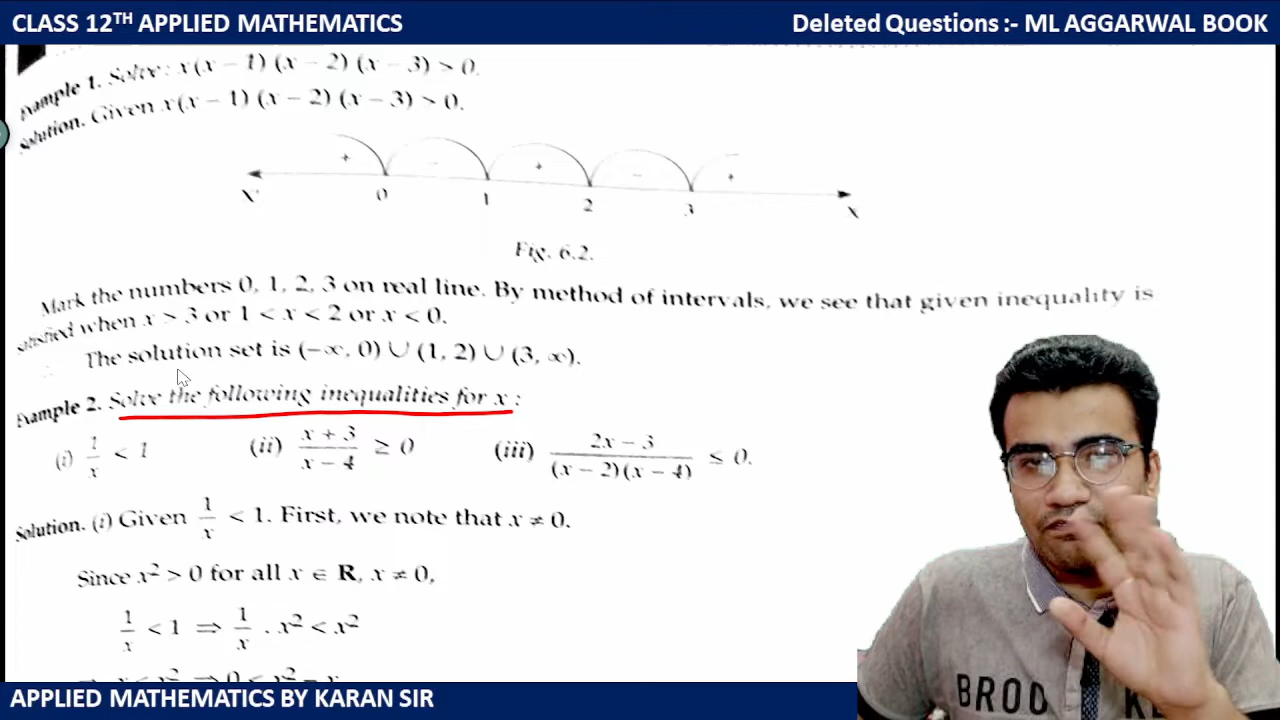 CLASS 12TH APPLIED MATHEMATICS
Deleted Questions :- ML AGGARWAL BOOK
Example 1. Solve : x(x − 1) (x − 2) (x − 3) > 0.
Solution. Given x(x − 1) (x − 2) (x − 3) > 0.
+ − + − +
X' 0 1 2 3 X
Fig. 6.2.
Mark the numbers 0, 1, 2, 3 on real line. By method of intervals, we see that given inequality is
satisfied when x > 3 or 1 < x < 2 or x < 0.
∴ The solution set is (−∞, 0) ∪ (1, 2) ∪ (3, ∞).
Example 2. Solve the following inequalities for x :
(i) 1/x < 1 (ii) x + 3 / x − 4 ≥ 0 (iii) 2x − 3 / (x − 2)(x − 4) ≤ 0.
Solution. (i) Given 1/x < 1. First, we note that x ≠ 0.
Since x² > 0 for all x ∈ R, x ≠ 0,
1/x < 1 ⇒ 1/x . x² < x²
⇒ x < x² ⇒ 0 < x² − x
BROO KL
APPLIED MATHEMATICS BY KARAN SIR